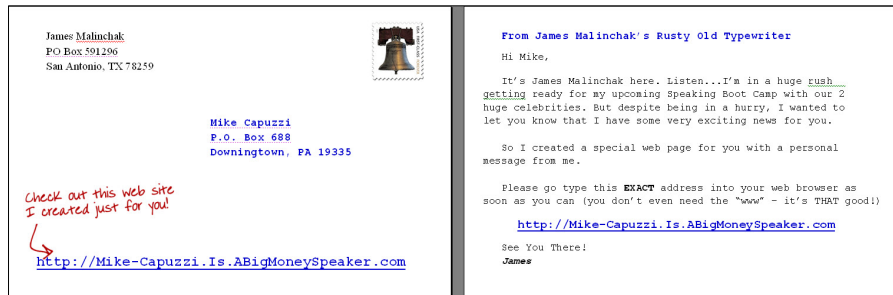 James Malinchak
PO Box 591296
San Antonio, TX 78259
Mike Capuzzi
P.O. Box 688
Downingtown, PA 19335
Check out this web site
I created just for you!
http://Mike-Capuzzi.Is.ABigMoneySpeaker.com
From James Malinchak's Rusty Old Typewriter
Hi Mike,
It's James Malinchak here. Listen...I'm in a huge rush
getting ready for my upcoming Speaking Boot Camp with our 2
huge celebrities. But despite being in a hurry, I wanted to
let you know that I have some very exciting news for you.
So I created a special web page for you with a personal
message from me.
Please go type this EXACT address into your web browser as
soon as you can (you don't even need the "www" – it's THAT good!)
http://Mike-Capuzzi.Is.ABigMoneySpeaker.com
See You There!
James